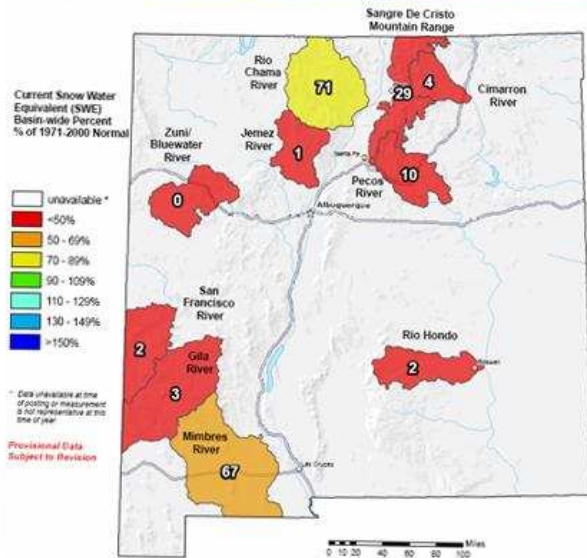 Sangre De Cristo
Mountain Range
Rio
Chama
River
71
4
29
Cimarron
River
Current Snow Water
Equivalent (SWE)
Basin-wide Percent
% of 1971-2000 Normal
Zuni/
Bluewater
River
Jemez
River
1
Santa Fe
10
Pecos
River
0
Albuquerque
unavailable *
<50%
50 - 69%
70 - 89%
90 - 109%
110 - 129%
130 - 149%
>150%
San
Francisco
River
2
Gila
River
3
Rio Hondo
2
Roswell
* Data unavailable at time
of posting or measurement
is not representative at this
time of year
Provisional Data
Subject to Revision
Mimbres
River
67
Las Cruces
Miles
0 10 20 40 60 80 100